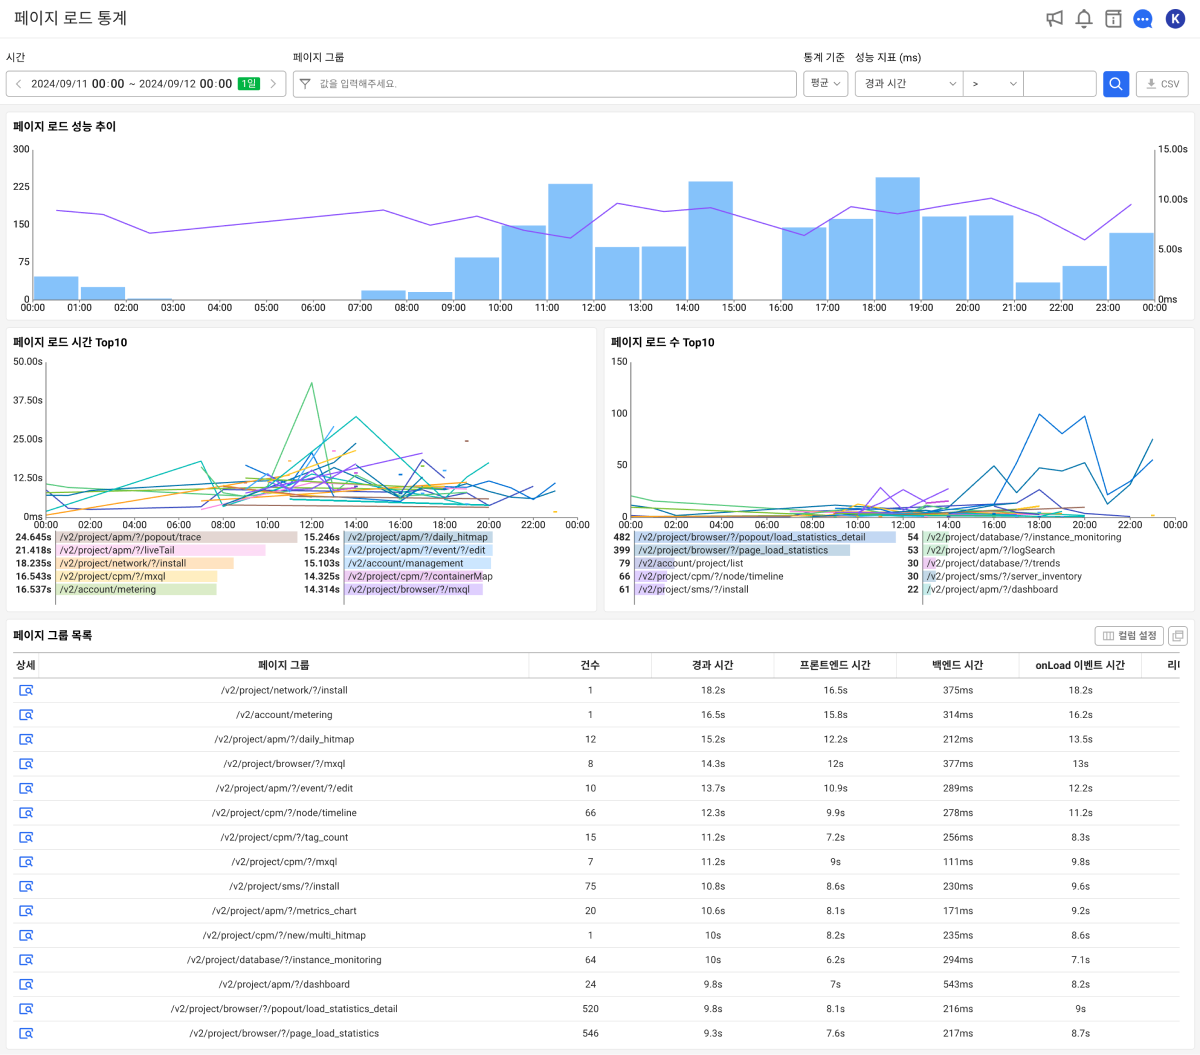 페이지 로드 통계
K
시간
페이지 그룹
통계 기준
성능 지표 (ms)
2024/09/11 00:00 ~ 2024/09/12 00:00 1일
값을 입력해주세요.
평균
경과 시간
>
CSV
페이지 로드 성능 추이
300
225
150
75
0
15.00s
10.00s
5.00s
0ms
00:00 01:00 02:00 03:00 04:00 05:00 06:00 07:00 08:00 09:00 10:00 11:00 12:00 13:00 14:00 15:00 16:00 17:00 18:00 19:00 20:00 21:00 22:00 23:00 00:00
페이지 로드 시간 Top10
50.00s
37.50s
25.00s
12.50s
0ms
00:00 02:00 04:00 06:00 08:00 10:00 12:00 14:00 16:00 18:00 20:00 22:00 00:00
24.645s /v2/project/apm/?/popout/trace
21.418s /v2/project/apm/?/liveTail
18.235s /v2/project/network/?/install
16.543s /v2/project/cpm/?/mxql
16.537s /v2/account/metering
15.246s /v2/project/apm/?/daily_hitmap
15.234s /v2/project/apm/?/event/?/edit
15.103s /v2/account/management
14.325s /v2/project/cpm/?/containerMap
14.314s /v2/project/browser/?/mxql
페이지 로드 수 Top10
150
100
50
0
00:00 02:00 04:00 06:00 08:00 10:00 12:00 14:00 16:00 18:00 20:00 22:00 00:00
482 /v2/project/browser/?/popout/load_statistics_detail
399 /v2/project/browser/?/page_load_statistics
79 /v2/account/project/list
66 /v2/project/cpm/?/node/timeline
61 /v2/project/sms/?/install
54 /v2/project/database/?/instance_monitoring
53 /v2/project/apm/?/logSearch
30 /v2/project/database/?/trends
30 /v2/project/sms/?/server_inventory
22 /v2/project/apm/?/dashboard
페이지 그룹 목록
컬럼 설정
상세 페이지 그룹 건수 경과 시간 프론트엔드 시간 백엔드 시간 onLoad 이벤트 시간
/v2/project/network/?/install 1 18.2s 16.5s 375ms 18.2s
/v2/account/metering 1 16.5s 15.8s 314ms 16.2s
/v2/project/apm/?/daily_hitmap 12 15.2s 12.2s 212ms 13.5s
/v2/project/browser/?/mxql 8 14.3s 12s 377ms 13s
/v2/project/apm/?/event/?/edit 10 13.7s 10.9s 289ms 12.2s
/v2/project/cpm/?/node/timeline 66 12.3s 9.9s 278ms 11.2s
/v2/project/cpm/?/tag_count 15 11.2s 7.2s 256ms 8.3s
/v2/project/cpm/?/mxql 7 11.2s 9s 111ms 9.8s
/v2/project/sms/?/install 75 10.8s 8.6s 230ms 9.6s
/v2/project/apm/?/metrics_chart 20 10.6s 8.1s 171ms 9.2s
/v2/project/cpm/?/new/multi_hitmap 1 10s 8.2s 235ms 8.6s
/v2/project/database/?/instance_monitoring 64 10s 6.2s 294ms 7.1s
/v2/project/apm/?/dashboard 24 9.8s 7s 543ms 8.2s
/v2/project/browser/?/popout/load_statistics_detail 520 9.8s 8.1s 216ms 9s
/v2/project/browser/?/page_load_statistics 546 9.3s 7.6s 217ms 8.7s